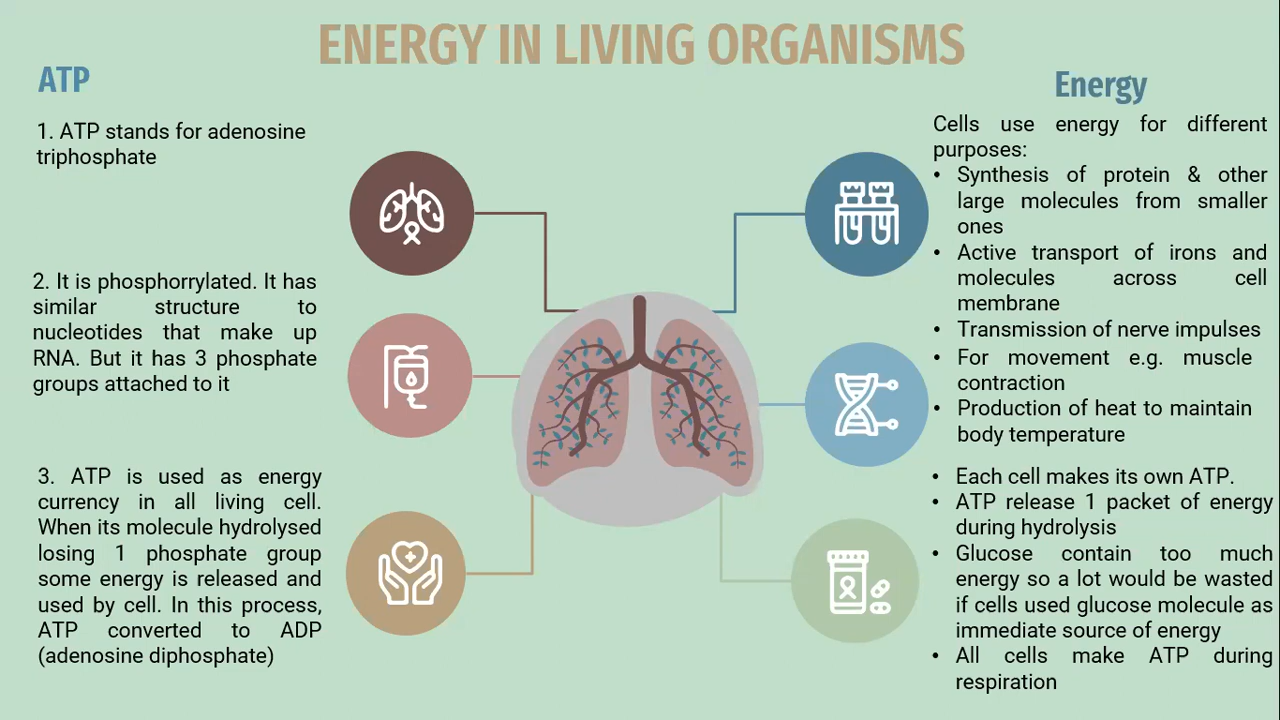 ENERGY IN LIVING ORGANISMS
ATP
1. ATP stands for adenosine
triphosphate
2. It is phosphorrylated. It has
similar structure to
nucleotides that make up
RNA. But it has 3 phosphate
groups attached to it
3. ATP is used as energy
currency in all living cell.
When its molecule hydrolysed
losing 1 phosphate group
some energy is released and
used by cell. In this process,
ATP converted to ADP
(adenosine diphosphate)
Energy
Cells use energy for different
purposes:
• Synthesis of protein & other
large molecules from smaller
ones
• Active transport of irons and
molecules across cell
membrane
• Transmission of nerve impulses
• For movement e.g. muscle
contraction
• Production of heat to maintain
body temperature
• Each cell makes its own ATP.
• ATP release 1 packet of energy
during hydrolysis
• Glucose contain too much
energy so a lot would be wasted
if cells used glucose molecule as
immediate source of energy
• All cells make ATP during
respiration